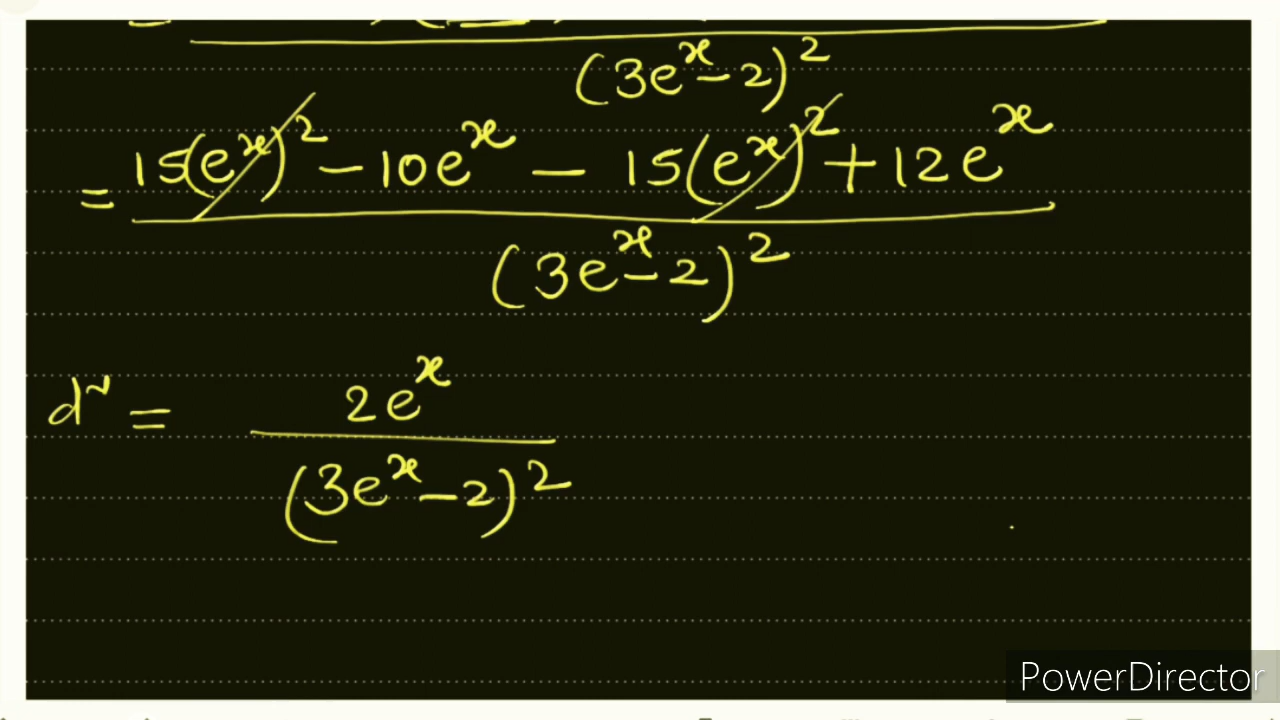 (3e^x - 2)^2
= 15(e^x)^2 - 10e^x - 15(e^x)^2 + 12e^x
(3e^x - 2)^2
= 2e^x
(3e^x - 2)^2
PowerDirector